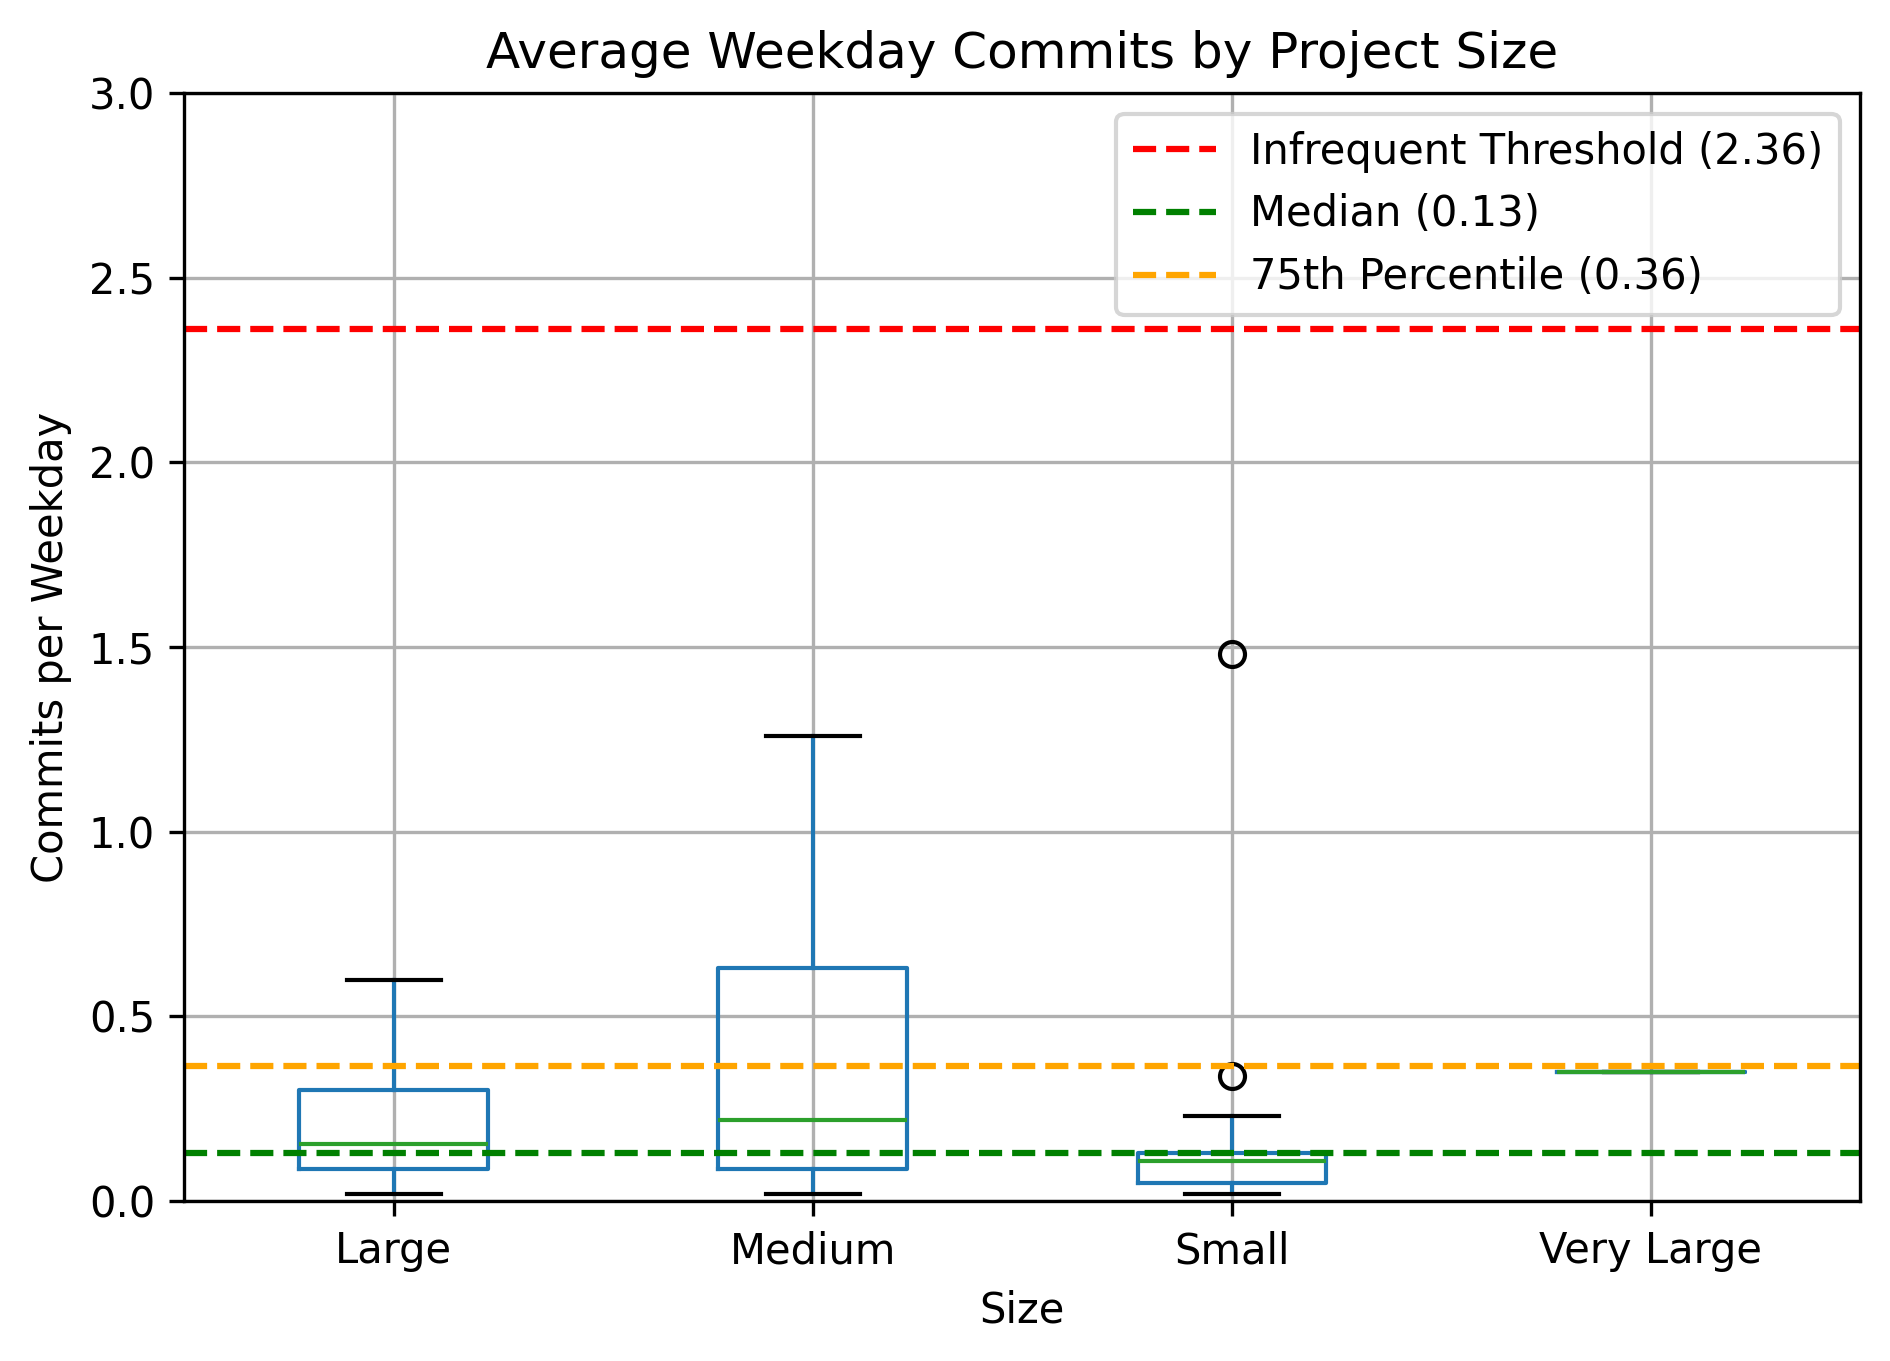 Average Weekday Commits by Project Size
3.0
2.5
2.0
1.5
1.0
0.5
0.0
Commits per Weekday
Infrequent Threshold (2.36)
Median (0.13)
75th Percentile (0.36)
Large Medium Small Very Large
Size